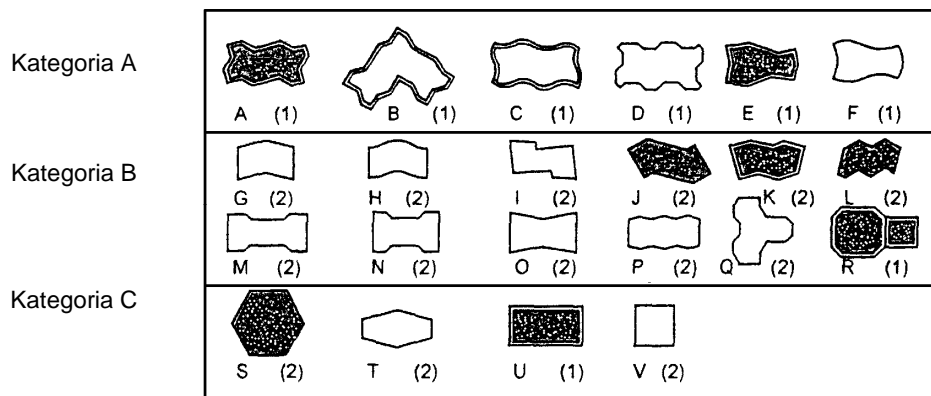 Kategoria A
A (1) B (1) C (1) D (1) E (1) F (1)
Kategoria B
G (2) H (2) I (2) J (2) K (2) L (2)
M (2) N (2) O (2) P (2) Q (2) R (1)
Kategoria C
S (2) T (2) U (1) V (2)